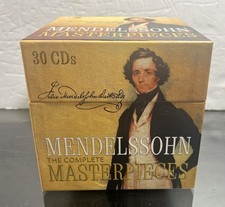 MENDELSSOHN
MASTERPIECES
30 CDs
MENDELSSOHN
THE COMPLETE
MASTERPIECES